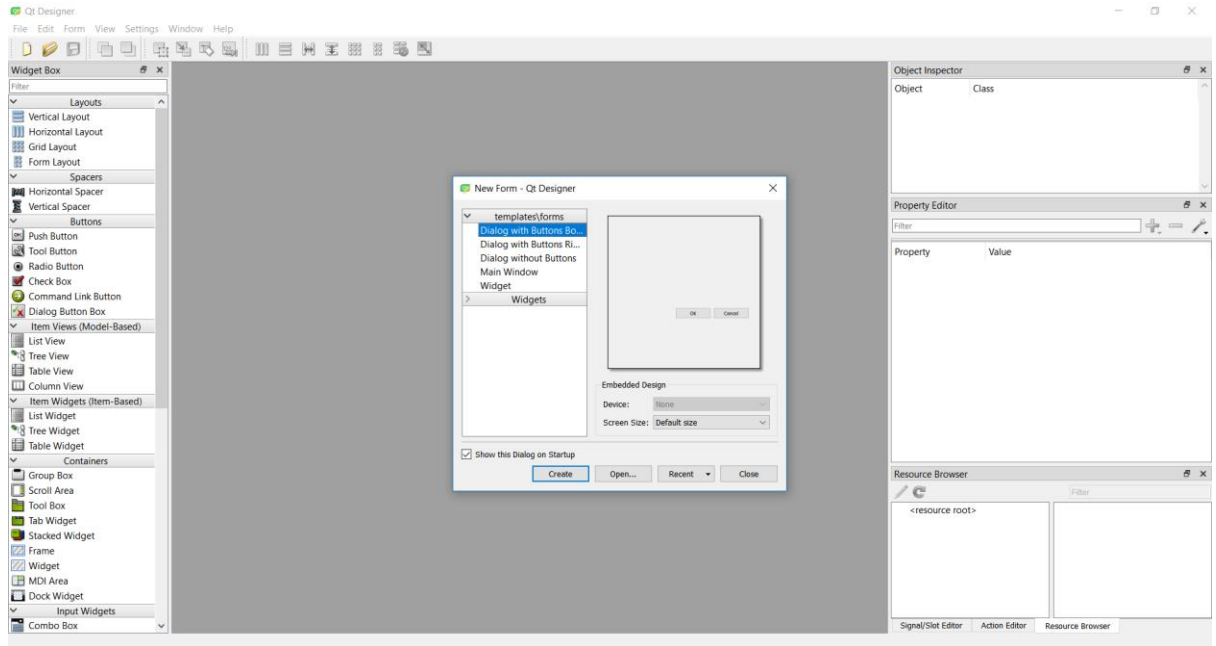 Qt Designer
File Edit Form View Settings Window Help
Widget Box
Filter
Layouts
Vertical Layout
Horizontal Layout
Grid Layout
Form Layout
Spacers
Horizontal Spacer
Vertical Spacer
Buttons
Push Button
Tool Button
Radio Button
Check Box
Command Link Button
Dialog Button Box
Item Views (Model-Based)
List View
Tree View
Table View
Column View
Item Widgets (Item-Based)
List Widget
Tree Widget
Table Widget
Containers
Group Box
Scroll Area
Tool Box
Tab Widget
Stacked Widget
Frame
Widget
MDI Area
Dock Widget
Input Widgets
Combo Box
New Form - Qt Designer
templates\forms
Dialog with Buttons Bo...
Dialog with Buttons Ri...
Dialog without Buttons
Main Window
Widget
Widgets
OK Cancel
Embedded Design
Device: None
Screen Size: Default size
Show this Dialog on Startup
Create Open... Recent Close
Object Inspector
Object Class
Property Editor
Filter
Property Value
Resource Browser
Filter
<resource root>
Signal/Slot Editor Action Editor Resource Browser